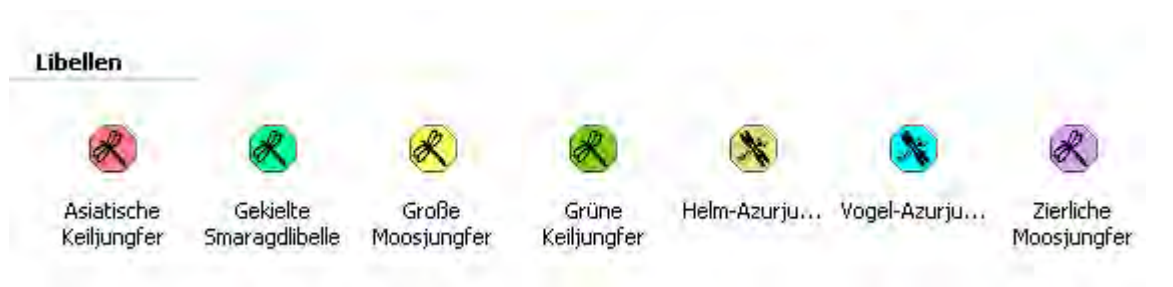 Libellen
Asiatische
Keiljungfer
Gekielte
Smaragdlibelle
Große
Moosjungfer
Grüne
Keiljungfer
Helm-Azurju...
Vogel-Azurju...
Zierliche
Moosjungfer